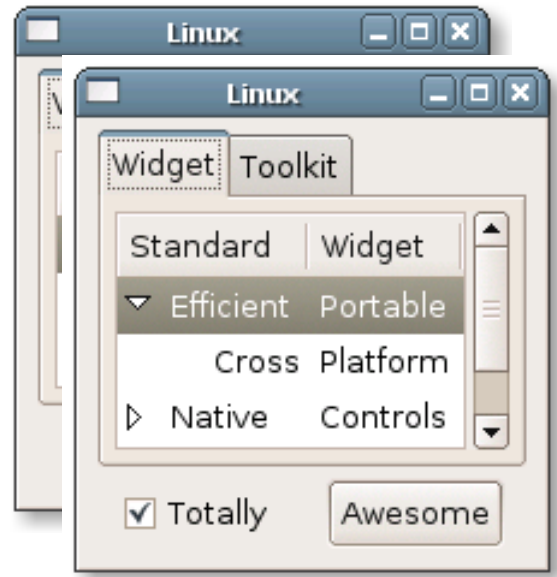 Linux
Linux
Widget Toolkit
Standard Widget
Efficient Portable
Cross Platform
Native Controls
Totally Awesome